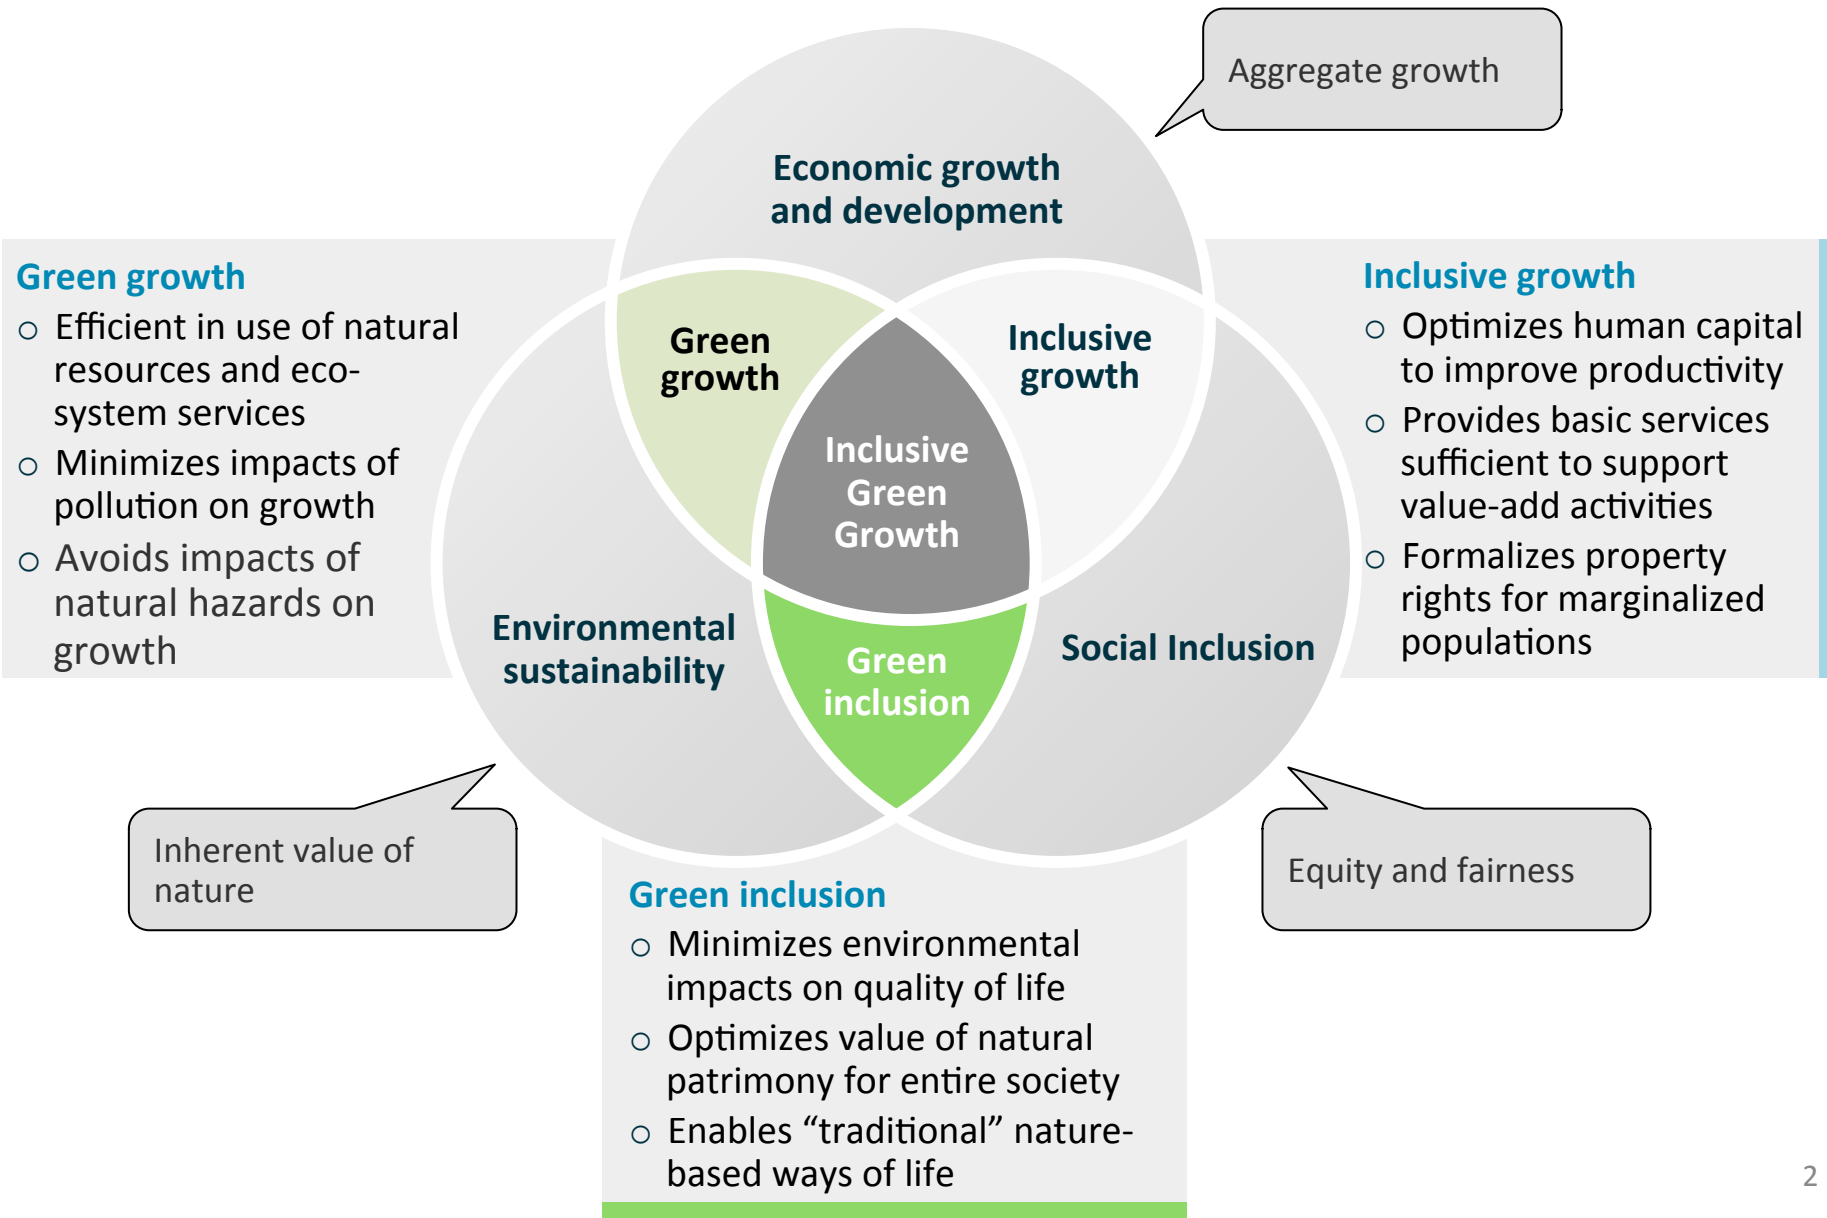 Aggregate growth
Economic growth
and development
Green growth
○ Efficient in use of natural
resources and eco-
system services
○ Minimizes impacts of
pollution on growth
○ Avoids impacts of
natural hazards on
growth
Green
growth
Inclusive
growth
Inclusive
Green
Growth
Inclusive growth
○ Optimizes human capital
to improve productivity
○ Provides basic services
sufficient to support
value-add activities
○ Formalizes property
rights for marginalized
populations
Environmental
sustainability
Green
inclusion
Social Inclusion
Inherent value of
nature
Equity and fairness
Green inclusion
○ Minimizes environmental
impacts on quality of life
○ Optimizes value of natural
patrimony for entire society
○ Enables “traditional” nature-
based ways of life
2